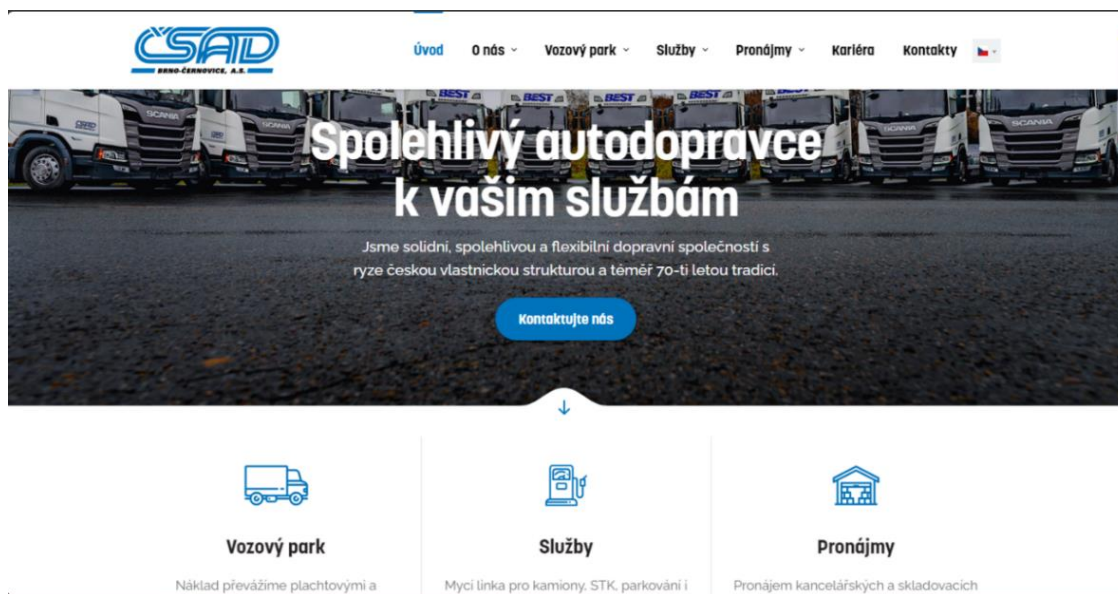 ČSAD
BRNO-ČERNOVICE, A.S.
Úvod O nás Vozový park Služby Pronájmy Kariéra Kontakty
BEST BEST BEST BEST BEST
SCANIA SCANIA SCANIA SCANIA
Spolehlivý autodopravce
k vašim službám
Jsme solidní, spolehlivou a flexibilní dopravní společností s
ryze českou vlastnickou strukturou a téměř 70-ti letou tradicí.
Kontaktujte nás
Vozový park
Náklad převážíme plachtovými a
Služby
Mycí linka pro kamiony, STK, parkování i
Pronájmy
Pronájem kancelářských a skladovacích